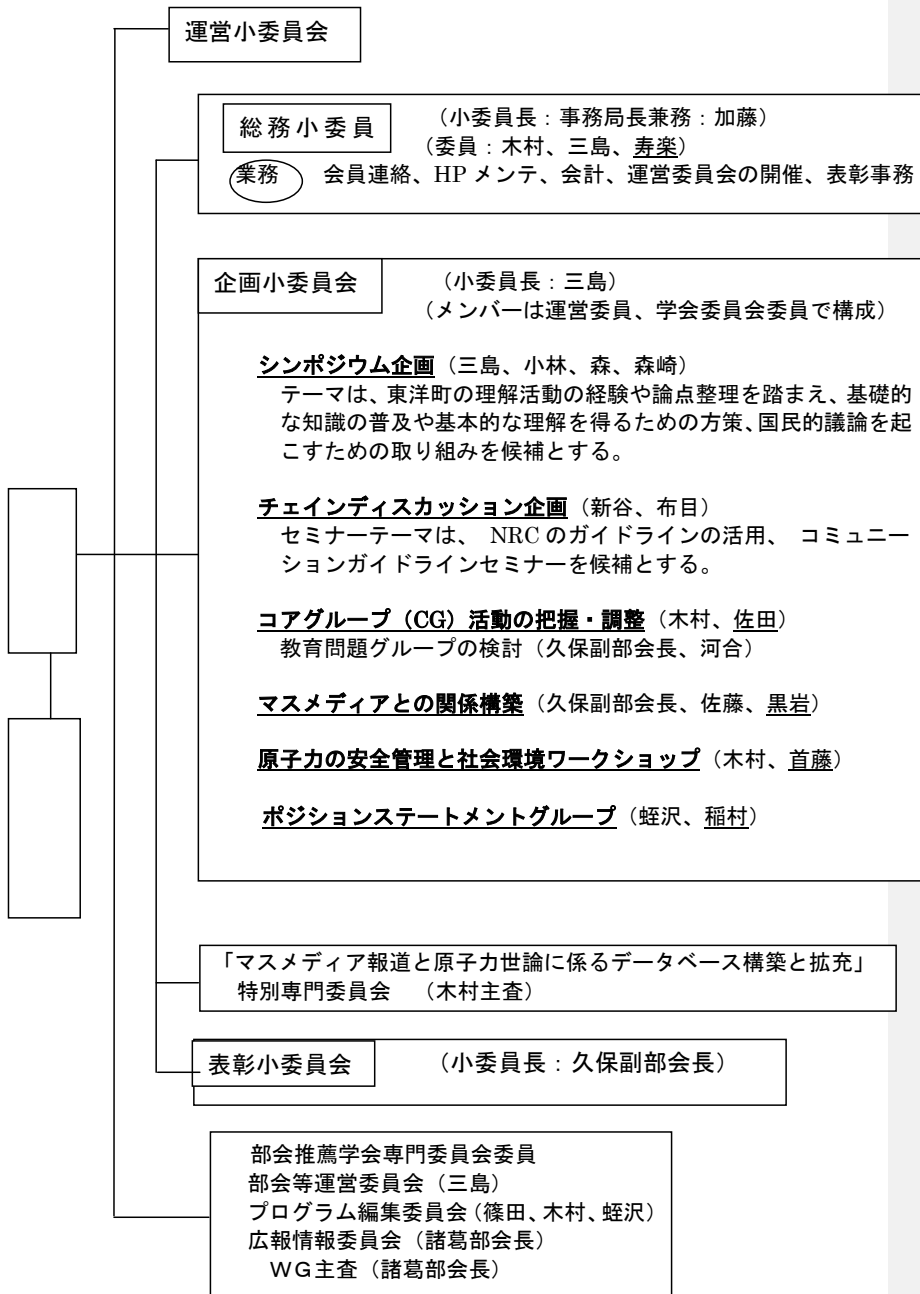 運営小委員会
総務小委員
（小委員長：事務局長兼務：加藤）
（委員：木村、三島、寿楽）
業務 会員連絡、HPメンテ、会計、運営委員会の開催、表彰事務
企画小委員会
（小委員長：三島）
（メンバーは運営委員、学会委員会委員で構成）
シンポジウム企画（三島、小林、森、森崎）
テーマは、東洋町の理解活動の経験や論点整理を踏まえ、基礎的
な知識の普及や基本的な理解を得るための方策、国民的議論を起
こすための取り組みを候補とする。
チェインディスカッション企画（新谷、布目）
セミナーテーマは、 NRCのガイドラインの活用、 コミュニケー
ションガイドラインセミナーを候補とする。
コアグループ（CG）活動の把握・調整（木村、佐田）
教育問題グループの検討（久保副部会長、河合）
マスメディアとの関係構築（久保副部会長、佐藤、黒岩）
原子力の安全管理と社会環境ワークショップ（木村、首藤）
ポジションステートメントグループ（蛭沢、稲村）
「マスメディア報道と原子力世論に係るデータベース構築と拡充」
特別専門委員会 （木村主査）
表彰小委員会
（小委員長：久保副部会長）
部会推薦学会専門委員会委員
部会等運営委員会（三島）
プログラム編集委員会（篠田、木村、蛭沢）
広報情報委員会（諸葛部会長）
ＷＧ主査（諸葛部会長）